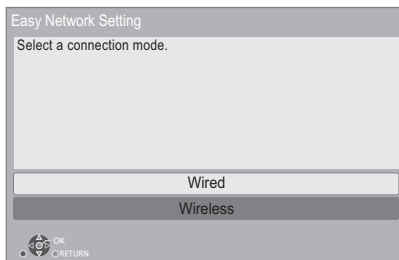 Easy Network Setting
Select a connection mode.
Wired
Wireless
OK
RETURN